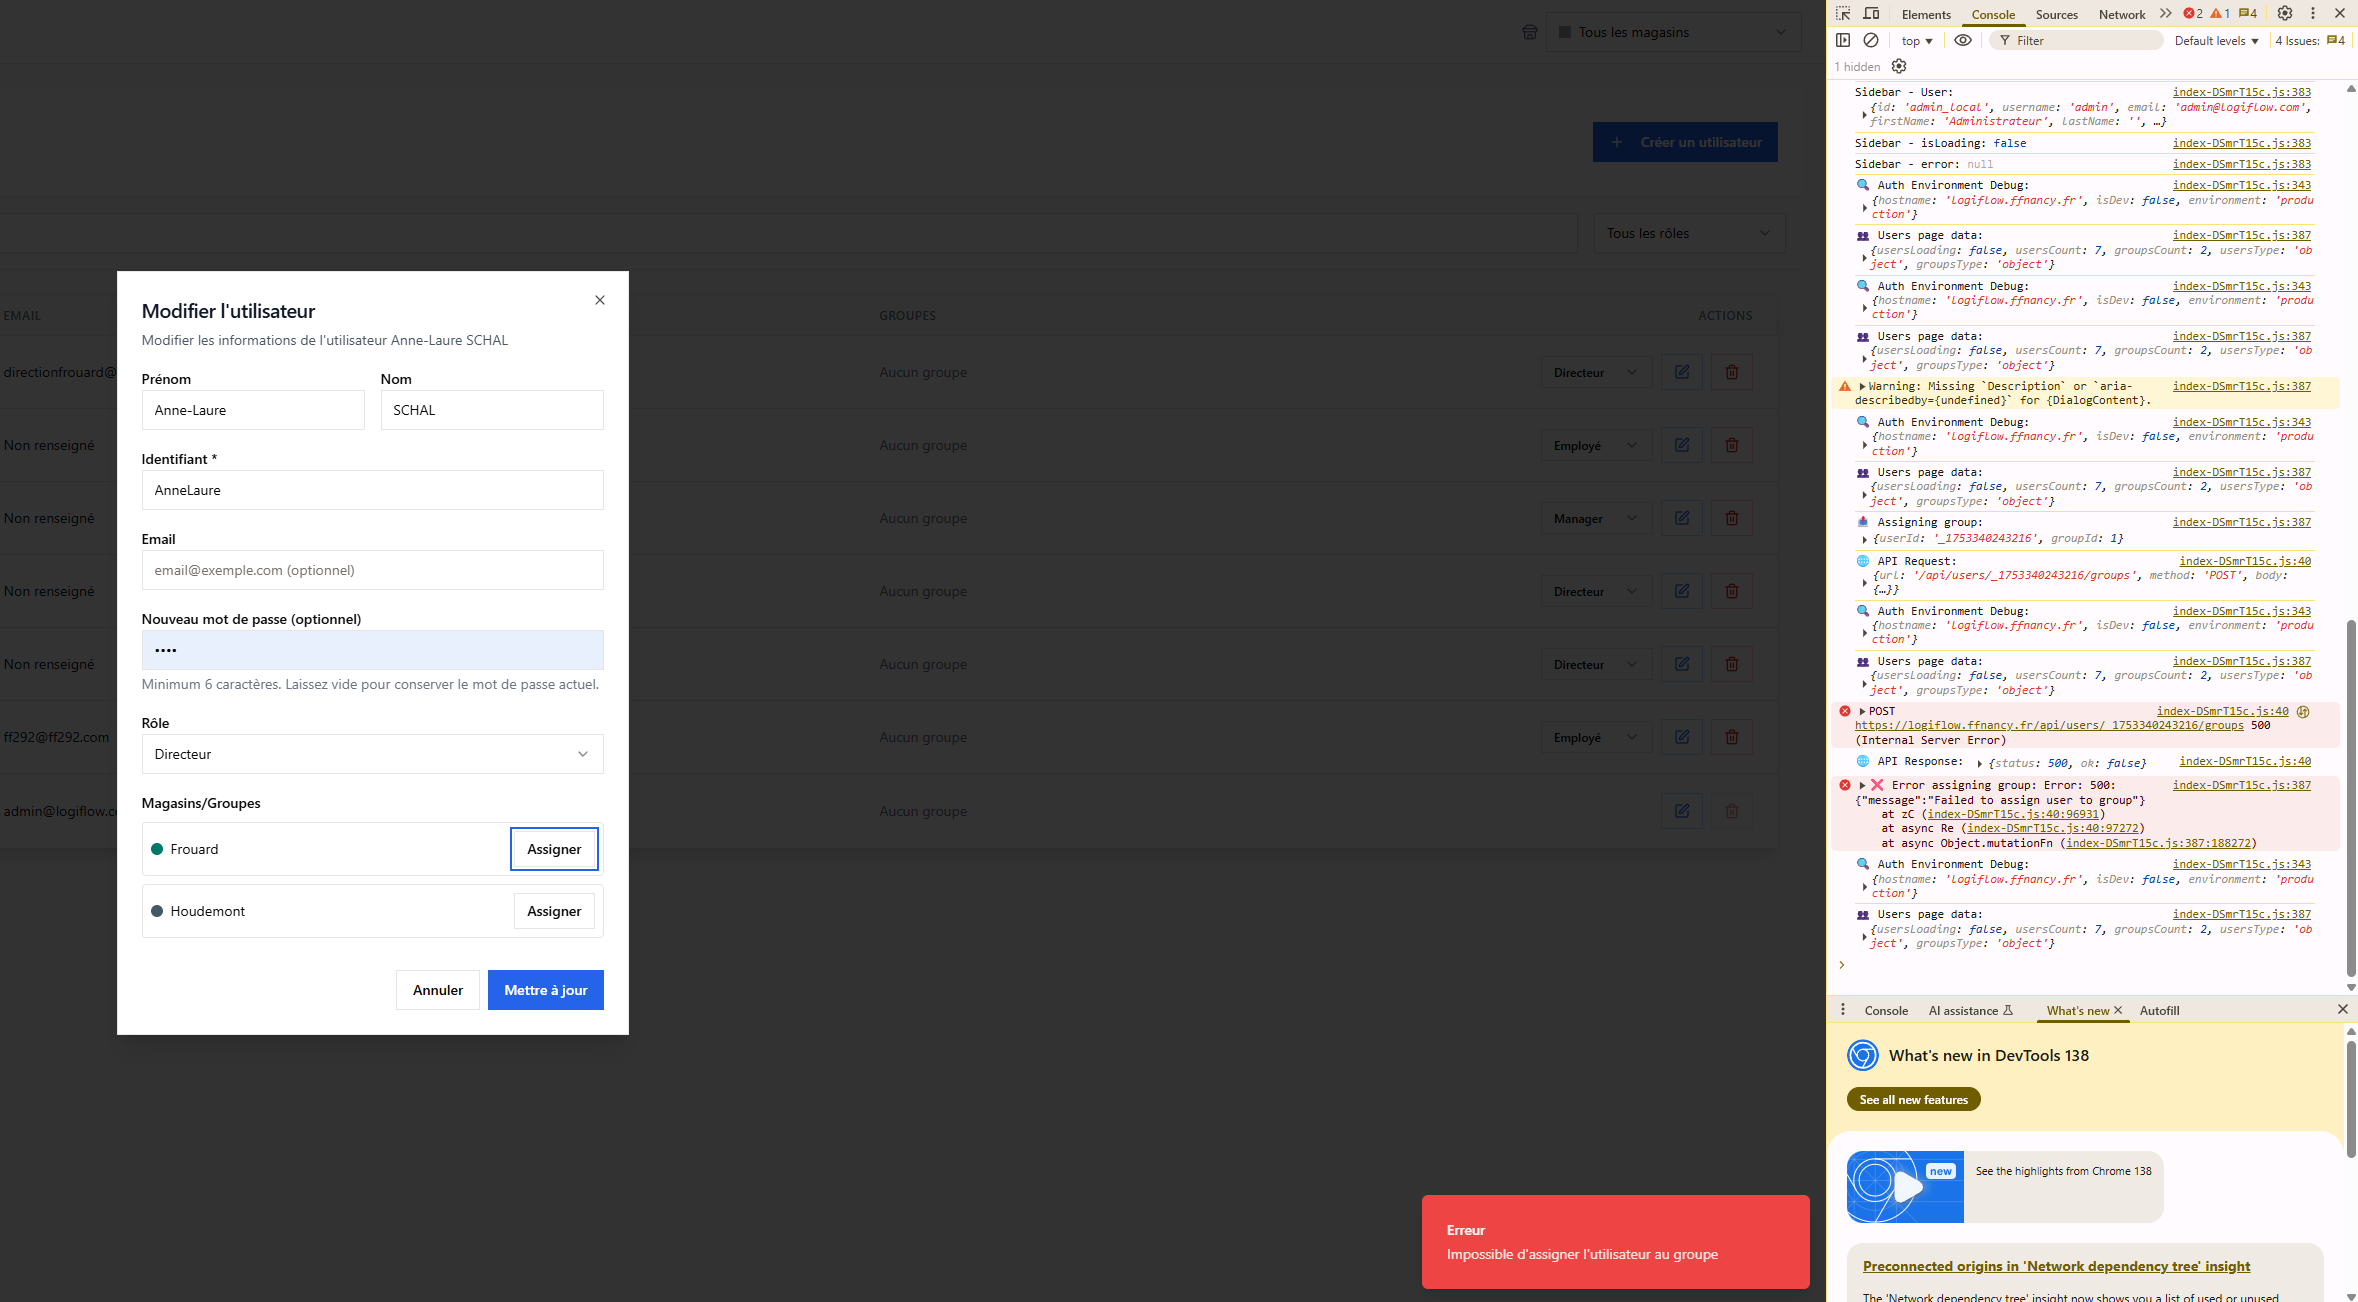 Tous les magasins
Créer un utilisateur
Tous les rôles
EMAIL
GROUPES
ACTIONS
directionfrouard@
Aucun groupe
Directeur
Non renseigné
Aucun groupe
Employé
Non renseigné
Aucun groupe
Manager
Non renseigné
Aucun groupe
Directeur
Non renseigné
Aucun groupe
Directeur
ff292@ff292.com
Aucun groupe
Employé
admin@logiflow.c
Aucun groupe
Modifier l'utilisateur
Modifier les informations de l'utilisateur Anne-Laure SCHAL
Prénom
Nom
Anne-Laure
SCHAL
Identifiant *
AnneLaure
Email
email@exemple.com (optionnel)
Nouveau mot de passe (optionnel)
••••
Minimum 6 caractères. Laissez vide pour conserver le mot de passe actuel.
Rôle
Directeur
Magasins/Groupes
Frouard
Assigner
Houdemont
Assigner
Annuler
Mettre à jour
Erreur
Impossible d'assigner l'utilisateur au groupe
Elements Console Sources Network 2 1 4
top Filter Default levels 4 Issues: 4
1 hidden
Sidebar - User: index-DSmrT15c.js:383
{id: 'admin_local', username: 'admin', email: 'admin@logiflow.com',
firstName: 'Administrateur', lastName: '', …}
Sidebar - isLoading: false index-DSmrT15c.js:383
Sidebar - error: null index-DSmrT15c.js:383
Auth Environment Debug: index-DSmrT15c.js:343
{hostname: 'logiflow.ffnancy.fr', isDev: false, environment: 'produ
ction'}
Users page data: index-DSmrT15c.js:387
{usersLoading: false, usersCount: 7, groupsCount: 2, usersType: 'ob
ject', groupsType: 'object'}
Auth Environment Debug: index-DSmrT15c.js:343
{hostname: 'logiflow.ffnancy.fr', isDev: false, environment: 'produ
ction'}
Users page data: index-DSmrT15c.js:387
{usersLoading: false, usersCount: 7, groupsCount: 2, usersType: 'ob
ject', groupsType: 'object'}
Warning: Missing `Description` or `aria- index-DSmrT15c.js:387
describedby={undefined}` for {DialogContent}.
Auth Environment Debug: index-DSmrT15c.js:343
{hostname: 'logiflow.ffnancy.fr', isDev: false, environment: 'produ
ction'}
Users page data: index-DSmrT15c.js:387
{usersLoading: false, usersCount: 7, groupsCount: 2, usersType: 'ob
ject', groupsType: 'object'}
Assigning group: index-DSmrT15c.js:387
{userId: '_1753340243216', groupId: 1}
API Request: index-DSmrT15c.js:40
{url: '/api/users/_1753340243216/groups', method: 'POST', body:
{…}}
Auth Environment Debug: index-DSmrT15c.js:343
{hostname: 'logiflow.ffnancy.fr', isDev: false, environment: 'produ
ction'}
Users page data: index-DSmrT15c.js:387
{usersLoading: false, usersCount: 7, groupsCount: 2, usersType: 'ob
ject', groupsType: 'object'}
POST index-DSmrT15c.js:40
https://logiflow.ffnancy.fr/api/users/_1753340243216/groups 500
(Internal Server Error)
API Response: {status: 500, ok: false} index-DSmrT15c.js:40
Error assigning group: Error: 500: index-DSmrT15c.js:387
{"message":"Failed to assign user to group"}
at zC (index-DSmrT15c.js:40:96931)
at async Re (index-DSmrT15c.js:40:97272)
at async Object.mutationFn (index-DSmrT15c.js:387:188272)
Auth Environment Debug: index-DSmrT15c.js:343
{hostname: 'logiflow.ffnancy.fr', isDev: false, environment: 'produ
ction'}
Users page data: index-DSmrT15c.js:387
{usersLoading: false, usersCount: 7, groupsCount: 2, usersType: 'ob
ject', groupsType: 'object'}
Console AI assistance What's new Autofill
What's new in DevTools 138
See all new features
new
See the highlights from Chrome 138
Preconnected origins in 'Network dependency tree' insight
The 'Network dependency tree' insight now shows you a list of used or unused